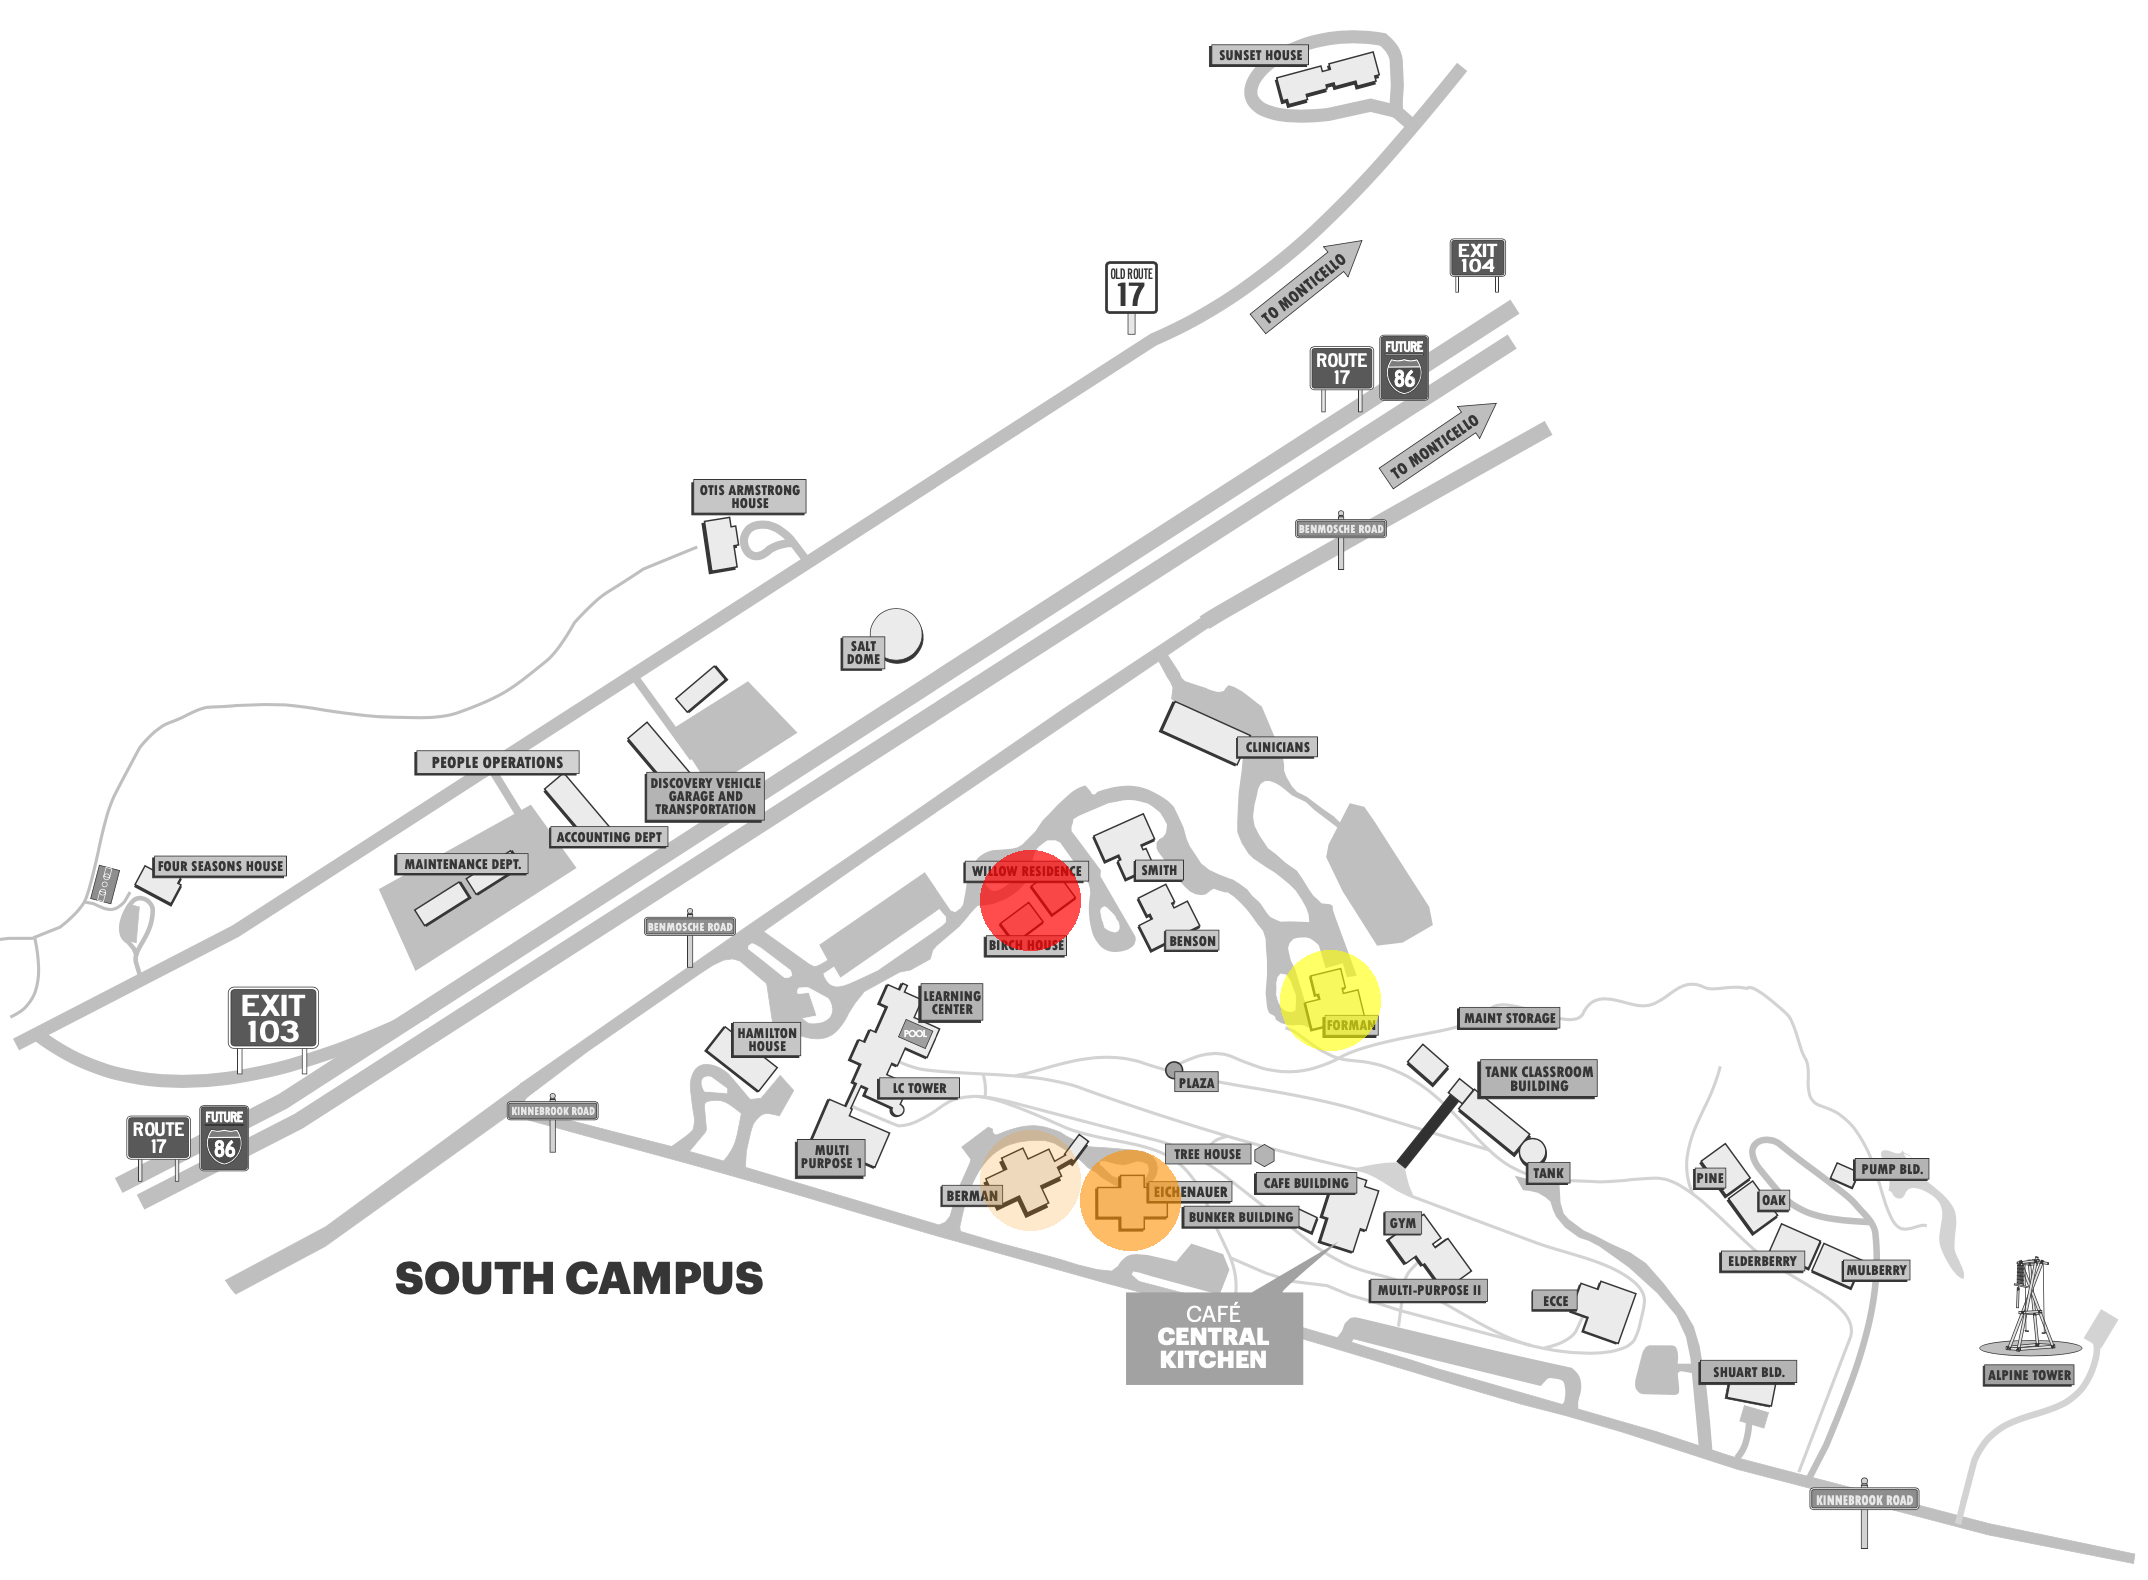 SUNSET HOUSE
OLD ROUTE
17
TO MONTICELLO
EXIT
104
ROUTE
17
FUTURE
86
TO MONTICELLO
OTIS ARMSTRONG
HOUSE
BENMOSCHE ROAD
SALT
DOME
PEOPLE OPERATIONS
CLINICIANS
DISCOVERY VEHICLE
GARAGE AND
TRANSPORTATION
ACCOUNTING DEPT
MAINTENANCE DEPT.
FOUR SEASONS HOUSE
WILLOW RESIDENCE
SMITH
BENMOSCHE ROAD
BIRCH HOUSE
BENSON
EXIT
103
LEARNING
CENTER
POOL
HAMILTON
HOUSE
FORMAN
MAINT STORAGE
PLAZA
TANK CLASSROOM
BUILDING
LC TOWER
KINNEBROOK ROAD
ROUTE
17
FUTURE
86
MULTI
PURPOSE 1
TREE HOUSE
TANK
PINE
PUMP BLD.
BERMAN
EICHENAUER
CAFE BUILDING
OAK
BUNKER BUILDING
GYM
ELDERBERRY
MULBERRY
SOUTH CAMPUS
MULTI-PURPOSE II
ECCE
CAFÉ
CENTRAL
KITCHEN
SHUART BLD.
ALPINE TOWER
KINNEBROOK ROAD